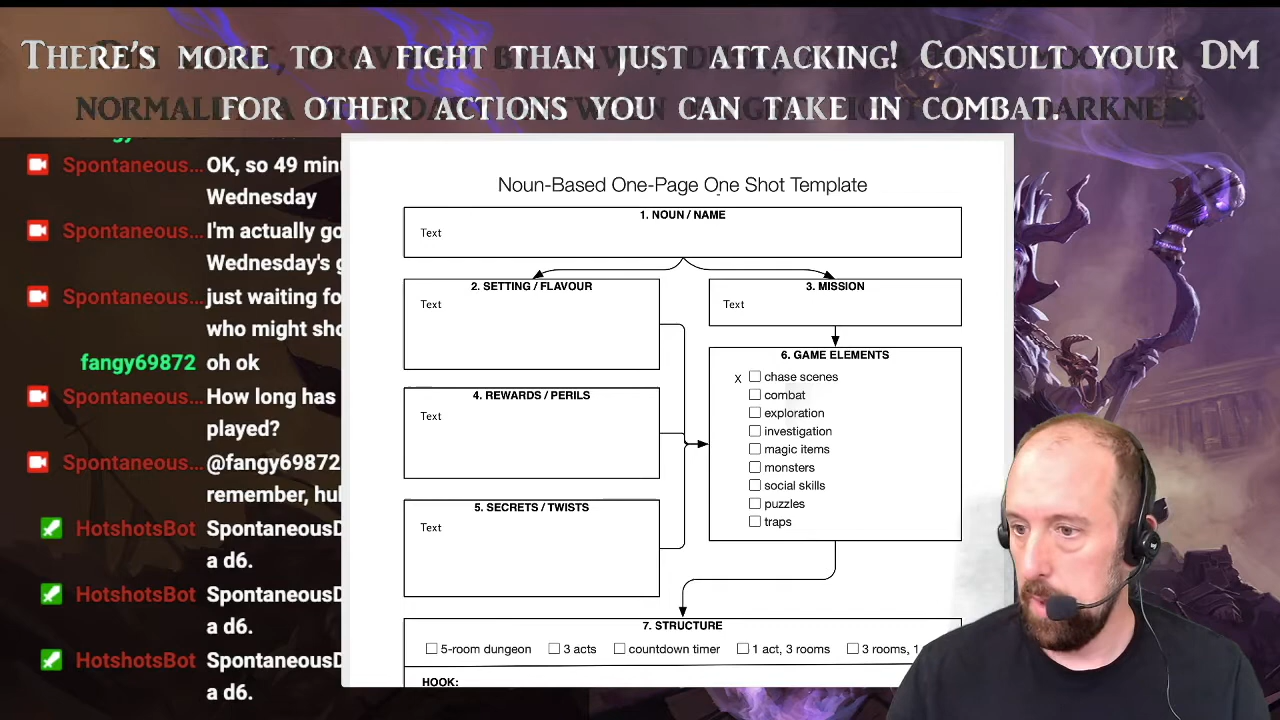 THERE'S MORE TO A FIGHT THAN JUST ATTACKING! CONSULT YOUR DM
FOR OTHER ACTIONS YOU CAN TAKE IN COMBAT.
Spontaneous... OK, so 49 min
Wednesday
Spontaneous... I'm actually go
Wednesday's g
Spontaneous... just waiting fo
who might sho
fangy69872 oh ok
Spontaneous... How long has
played?
Spontaneous... @fangy69872
remember, hu
HotshotsBot SpontaneousD
a d6.
HotshotsBot SpontaneousD
a d6.
HotshotsBot SpontaneousD
a d6.
Noun-Based One-Page One Shot Template
1. NOUN / NAME
Text
2. SETTING / FLAVOUR
Text
3. MISSION
Text
4. REWARDS / PERILS
Text
5. SECRETS / TWISTS
Text
6. GAME ELEMENTS
X chase scenes
combat
exploration
investigation
magic items
monsters
social skills
puzzles
traps
7. STRUCTURE
5-room dungeon 3 acts countdown timer 1 act, 3 rooms 3 rooms, 1
HOOK: